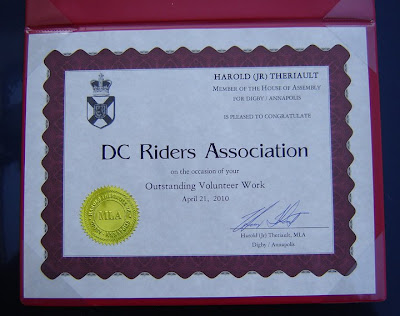 HAROLD (JR) THERIAULT
MEMBER OF THE HOUSE OF ASSEMBLY
FOR DIGBY / ANNAPOLIS
IS PLEASED TO CONGRATULATE
DC Riders Association
on the occasion of your
Outstanding Volunteer Work
April 21, 2010
MLA
Harold (Jr) Theriault, MLA
Digby / Annapolis